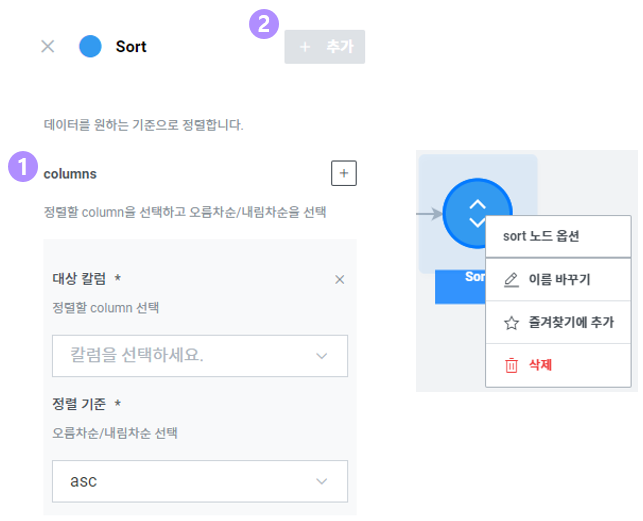 2
Sort
+ 추가
데이터를 원하는 기준으로 정렬합니다.
1
columns
+
정렬할 column을 선택하고 오름차순/내림차순을 선택
대상 칼럼 *
정렬할 column 선택
칼럼을 선택하세요.
정렬 기준 *
오름차순/내림차순 선택
asc
Sor
sort 노드 옵션
이름 바꾸기
즐겨찾기에 추가
삭제